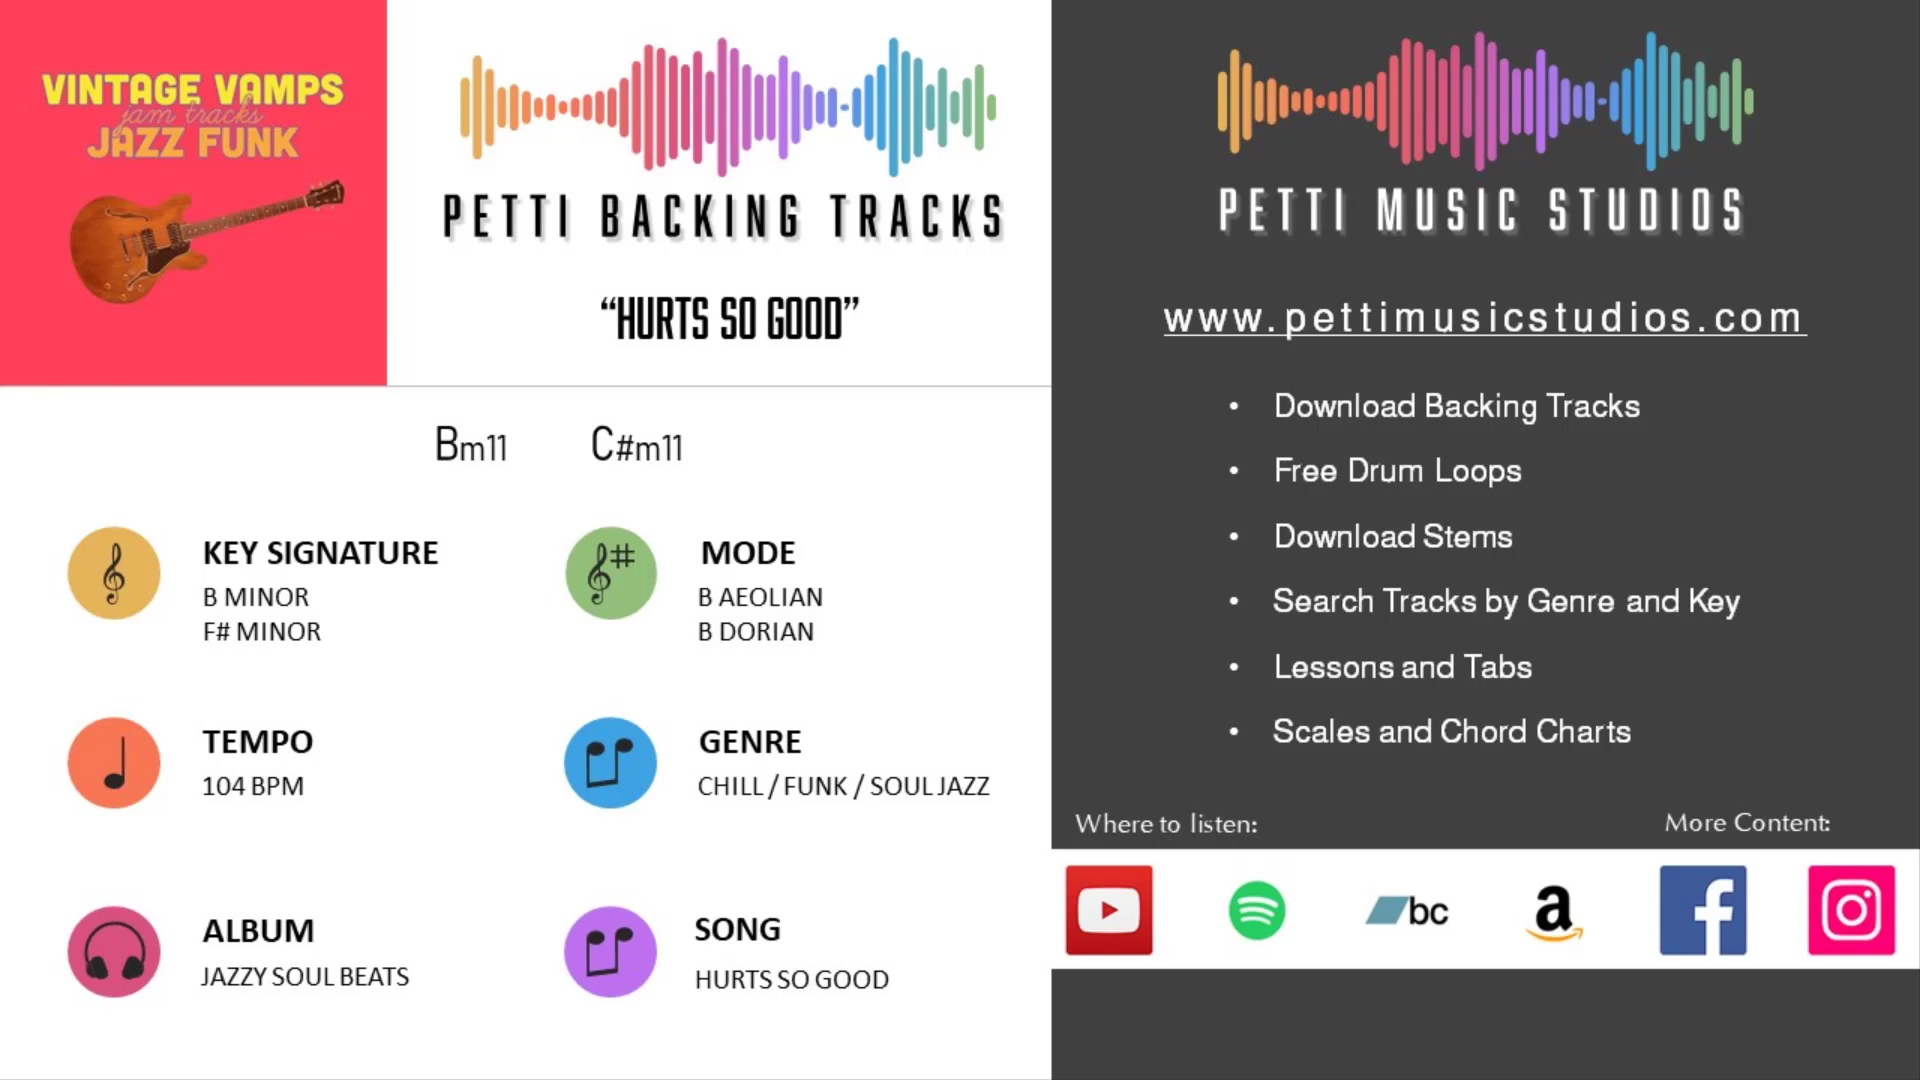 VINTAGE VAMPS
jam tracks
JAZZ FUNK
PETTI BACKING TRACKS
“HURTS SO GOOD”
Bm11 C#m11
KEY SIGNATURE
B MINOR
F# MINOR
MODE
B AEOLIAN
B DORIAN
TEMPO
104 BPM
GENRE
CHILL / FUNK / SOUL JAZZ
ALBUM
JAZZY SOUL BEATS
SONG
HURTS SO GOOD
PETTI MUSIC STUDIOS
www.pettimusicstudios.com
• Download Backing Tracks
• Free Drum Loops
• Download Stems
• Search Tracks by Genre and Key
• Lessons and Tabs
• Scales and Chord Charts
Where to listen:
More Content:
bc
a
f